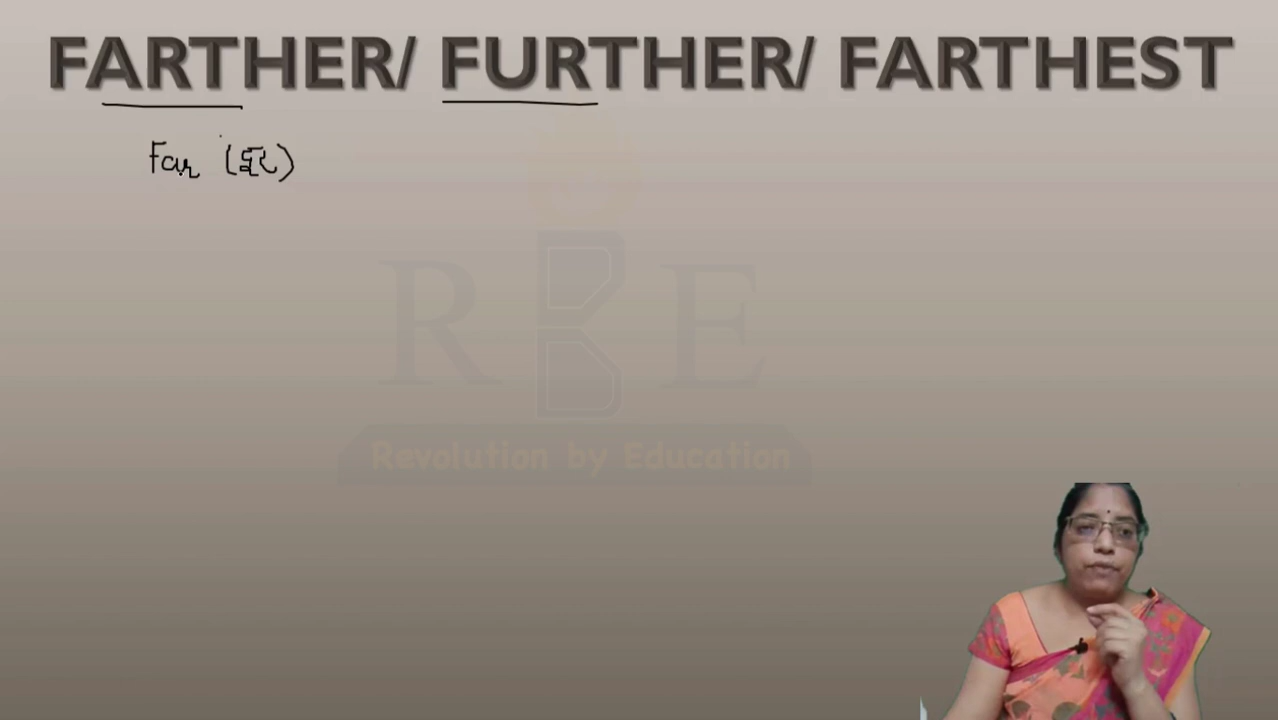 FARTHER/ FURTHER/ FARTHEST
Far (दूर)
R B E
Revolution by Education